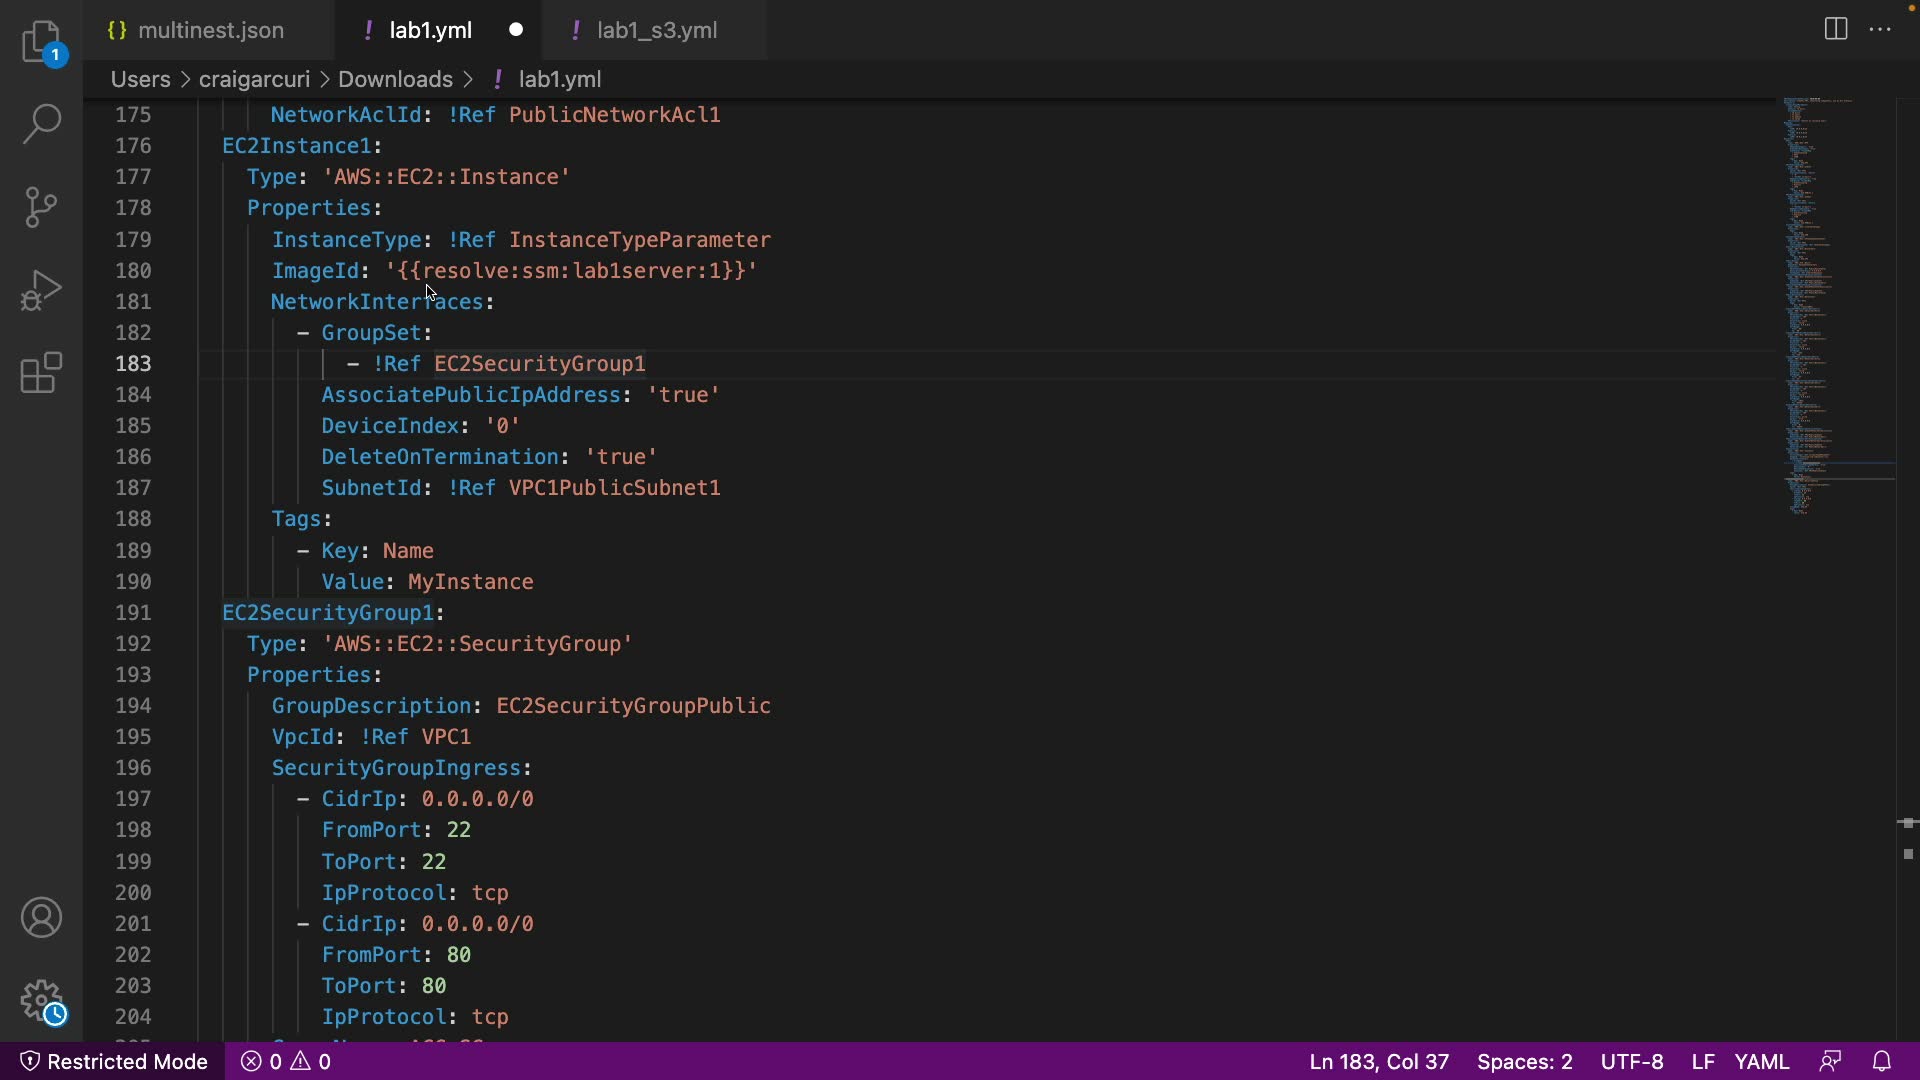 {} multinest.json ! lab1.yml ! lab1_s3.yml
1 Users > craigarcuri > Downloads > ! lab1.yml
175 NetworkAclId: !Ref PublicNetworkAcl1
176 EC2Instance1:
177 Type: 'AWS::EC2::Instance'
178 Properties:
179 InstanceType: !Ref InstanceTypeParameter
180 ImageId: '{{resolve:ssm:lab1server:1}}'
181 NetworkInterfaces:
182 - GroupSet:
183 - !Ref EC2SecurityGroup1
184 AssociatePublicIpAddress: 'true'
185 DeviceIndex: '0'
186 DeleteOnTermination: 'true'
187 SubnetId: !Ref VPC1PublicSubnet1
188 Tags:
189 - Key: Name
190 Value: MyInstance
191 EC2SecurityGroup1:
192 Type: 'AWS::EC2::SecurityGroup'
193 Properties:
194 GroupDescription: EC2SecurityGroupPublic
195 VpcId: !Ref VPC1
196 SecurityGroupIngress:
197 - CidrIp: 0.0.0.0/0
198 FromPort: 22
199 ToPort: 22
200 IpProtocol: tcp
201 - CidrIp: 0.0.0.0/0
202 FromPort: 80
203 ToPort: 80
204 IpProtocol: tcp
Restricted Mode 0 0 Ln 183, Col 37 Spaces: 2 UTF-8 LF YAML